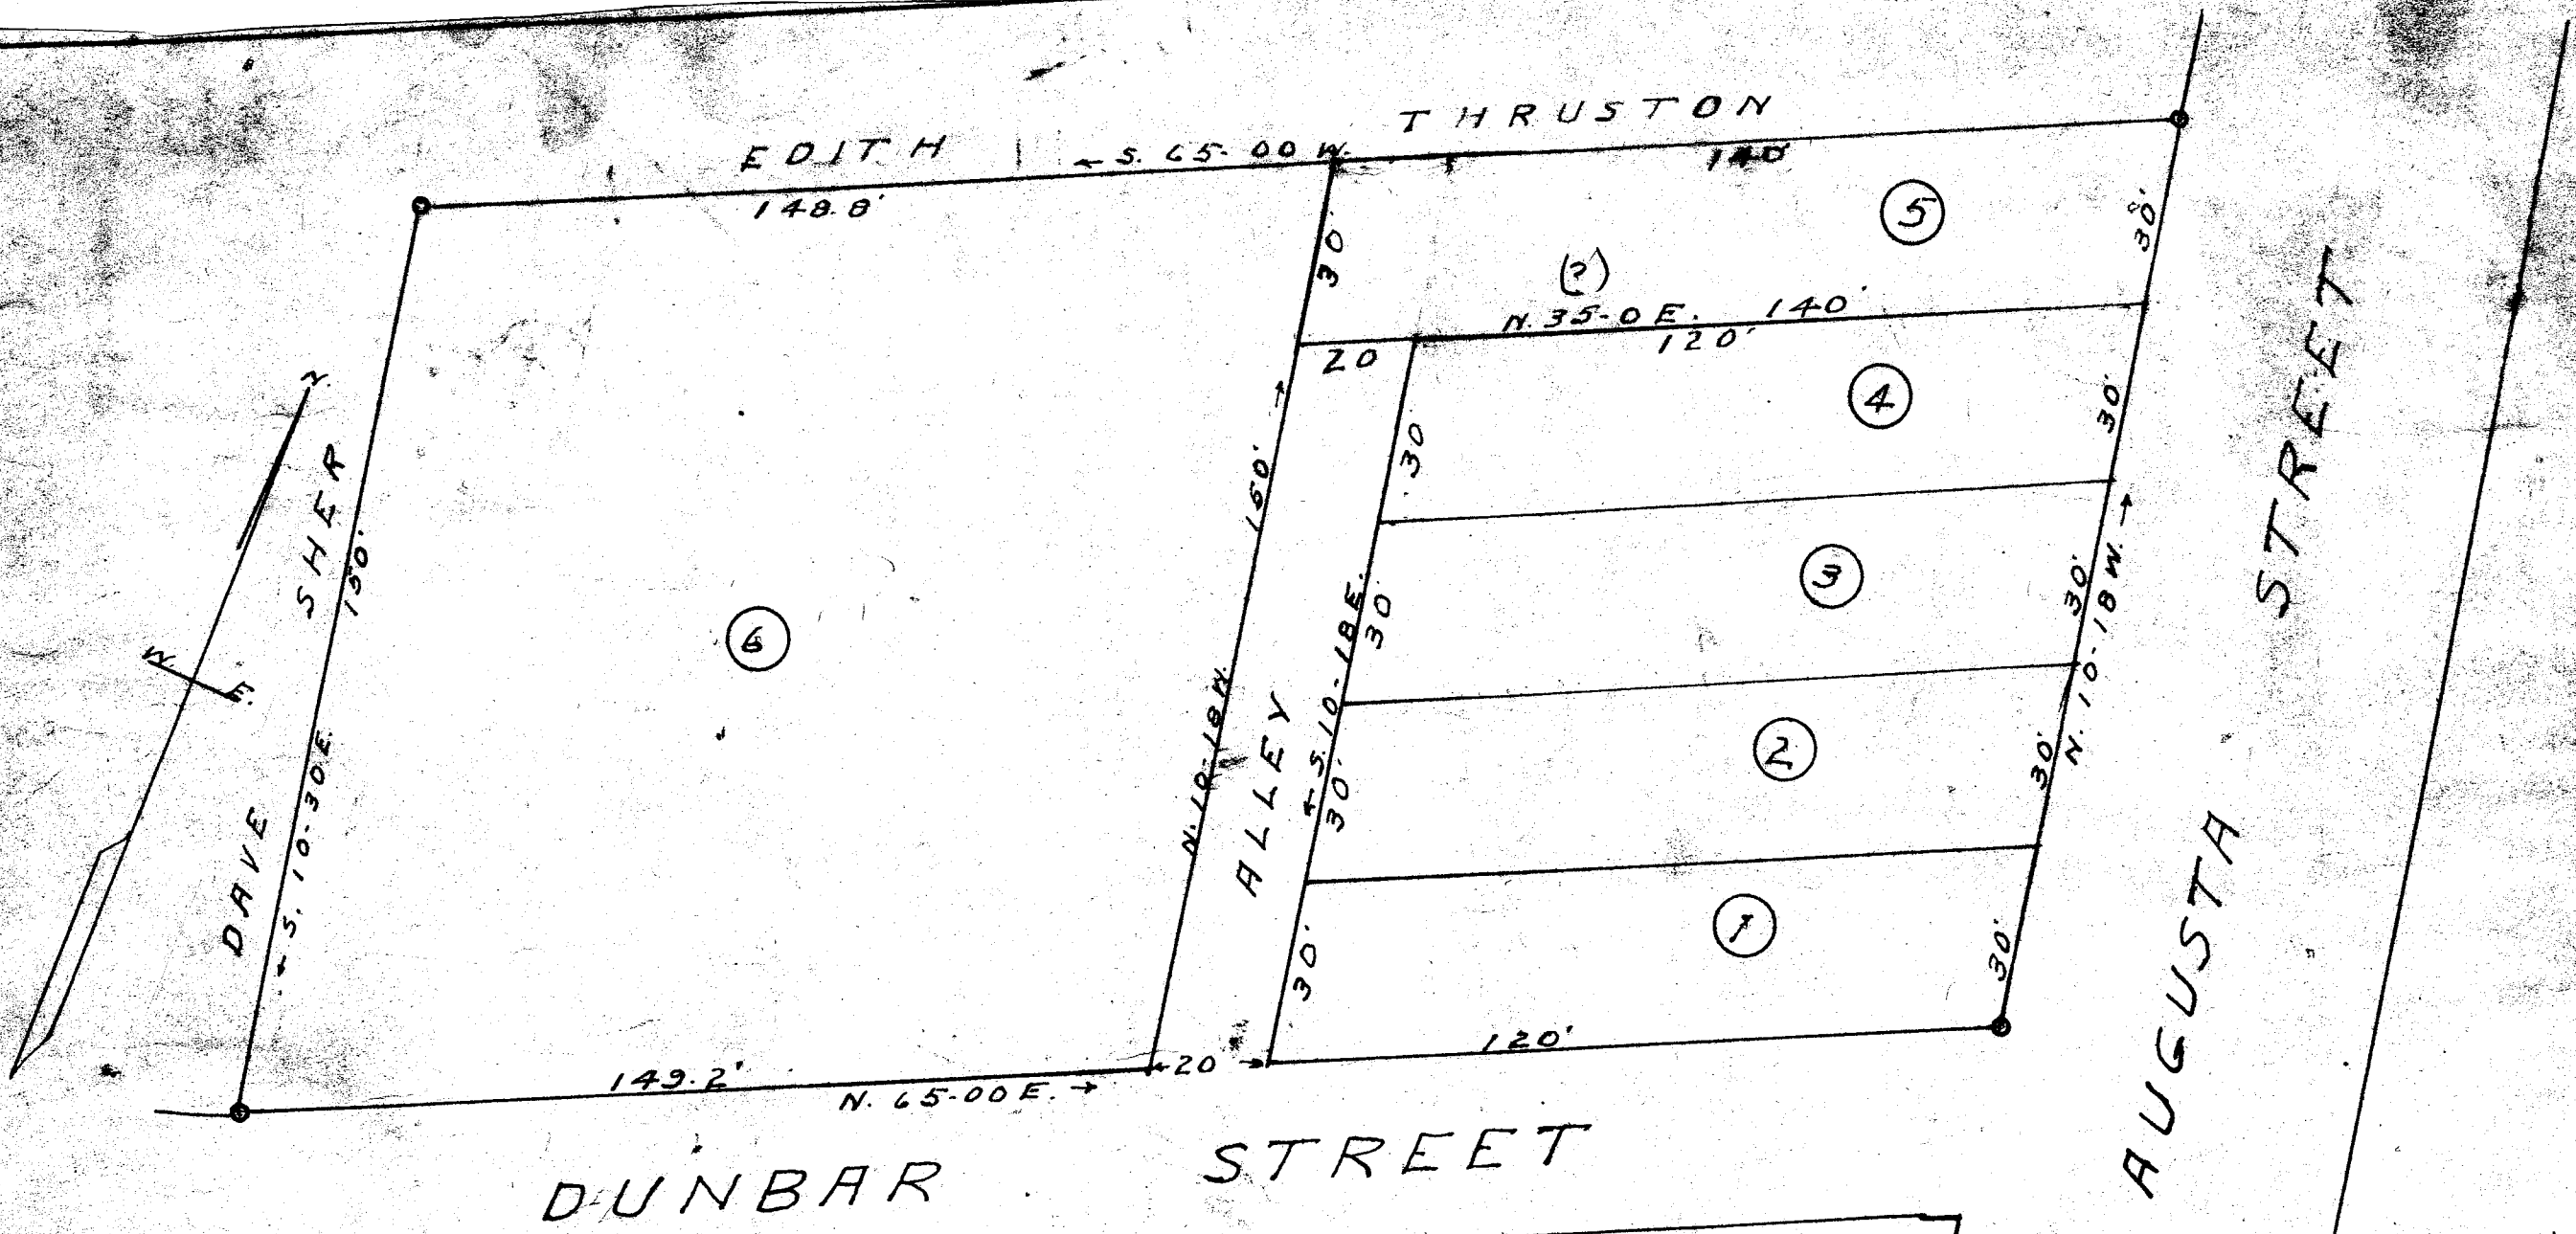 EDITH THRUSTON
← S. 65-00 W.
140'
148.8'
5
30'
30'
(?)
N. 35-0 E. 140'
120'
20
4
30'
30
N.
W.
E.
DAVE SHER
150'
← S. 10-30 E.
6
150' →
N. 10-18 W.
ALLEY
← S. 10-18 E.
3
30'
30'
N. 10-18 W. →
2
30'
30'
1
30'
30'
120'
← 20 →
149.2'
N. 65-00 E. →
DUNBAR STREET
AUGUSTA STREET